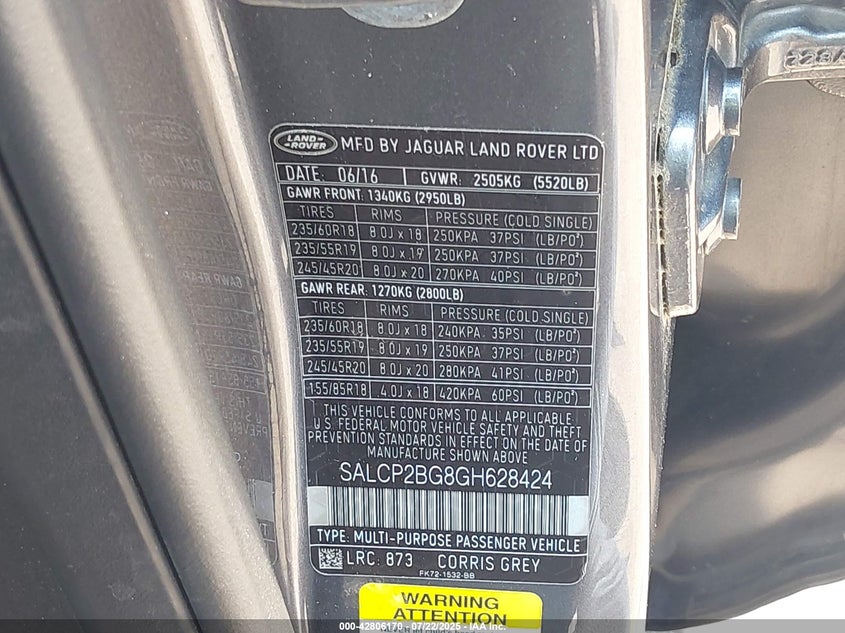 LAND-
ROVER
MFD BY JAGUAR LAND ROVER LTD
DATE: 06/16 GVWR: 2505KG (5520LB)
GAWR FRONT: 1340KG (2950LB)
TIRES RIMS PRESSURE (COLD SINGLE)
235/60R18 8.0J x 18 250KPA 37PSI (LB/PO²)
235/55R19 8.0J x 19 250KPA 37PSI (LB/PO²)
245/45R20 8.0J x 20 270KPA 40PSI (LB/PO²)
GAWR REAR: 1270KG (2800LB)
TIRES RIMS PRESSURE (COLD SINGLE)
235/60R18 8.0J x 18 240KPA 35PSI (LB/PO²)
235/55R19 8.0J x 19 250KPA 37PSI (LB/PO²)
245/45R20 8.0J x 20 280KPA 41PSI (LB/PO²)
155/85R18 4.0J x 18 420KPA 60PSI (LB/PO²)
THIS VEHICLE CONFORMS TO ALL APPLICABLE
U.S. FEDERAL MOTOR VEHICLE SAFETY AND THEFT
PREVENTION STANDARDS IN EFFECT ON THE DATE OF
MANUFACTURE SHOWN ABOVE
SALCP2BG8GH628424
TYPE: MULTI-PURPOSE PASSENGER VEHICLE
LRC: 873 CORRIS GREY
FK72-1532-BB
WARNING
ATTENTION
000-42806170 - 07/22/2025 - IAA Inc.